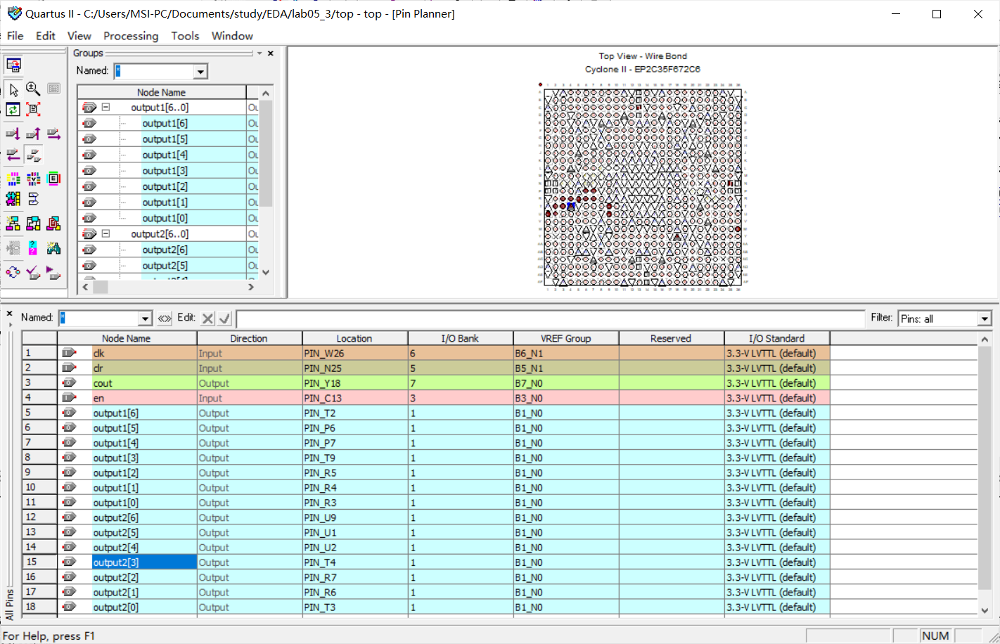 Quartus II - C:/Users/MSI-PC/Documents/study/EDA/lab05_3/top - top - [Pin Planner]
File Edit View Processing Tools Window
Groups
Named: *
Node Name
output1[6..0] Ou
output1[6] Ou
output1[5] Ou
output1[4] Ou
output1[3] Ou
output1[2] Ou
output1[1] Ou
output1[0] Ou
output2[6..0] Ou
output2[6] Ou
output2[5] Ou
Top View - Wire Bond
Cyclone II - EP2C35F672C6
Named: * Edit: Filter: Pins: all
Node Name Direction Location I/O Bank VREF Group Reserved I/O Standard
1 clk Input PIN_W26 6 B6_N1 3.3-V LVTTL (default)
2 clr Input PIN_N25 5 B5_N1 3.3-V LVTTL (default)
3 cout Output PIN_Y18 7 B7_N0 3.3-V LVTTL (default)
4 en Input PIN_C13 3 B3_N0 3.3-V LVTTL (default)
5 output1[6] Output PIN_T2 1 B1_N0 3.3-V LVTTL (default)
6 output1[5] Output PIN_P6 1 B1_N0 3.3-V LVTTL (default)
7 output1[4] Output PIN_P7 1 B1_N0 3.3-V LVTTL (default)
8 output1[3] Output PIN_T9 1 B1_N0 3.3-V LVTTL (default)
9 output1[2] Output PIN_R5 1 B1_N0 3.3-V LVTTL (default)
10 output1[1] Output PIN_R4 1 B1_N0 3.3-V LVTTL (default)
11 output1[0] Output PIN_R3 1 B1_N0 3.3-V LVTTL (default)
12 output2[6] Output PIN_U9 1 B1_N0 3.3-V LVTTL (default)
13 output2[5] Output PIN_U1 1 B1_N0 3.3-V LVTTL (default)
14 output2[4] Output PIN_U2 1 B1_N0 3.3-V LVTTL (default)
15 output2[3] Output PIN_T4 1 B1_N0 3.3-V LVTTL (default)
16 output2[2] Output PIN_R7 1 B1_N0 3.3-V LVTTL (default)
17 output2[1] Output PIN_R6 1 B1_N0 3.3-V LVTTL (default)
18 output2[0] Output PIN_T3 1 B1_N0 3.3-V LVTTL (default)
All Pins
For Help, press F1 NUM